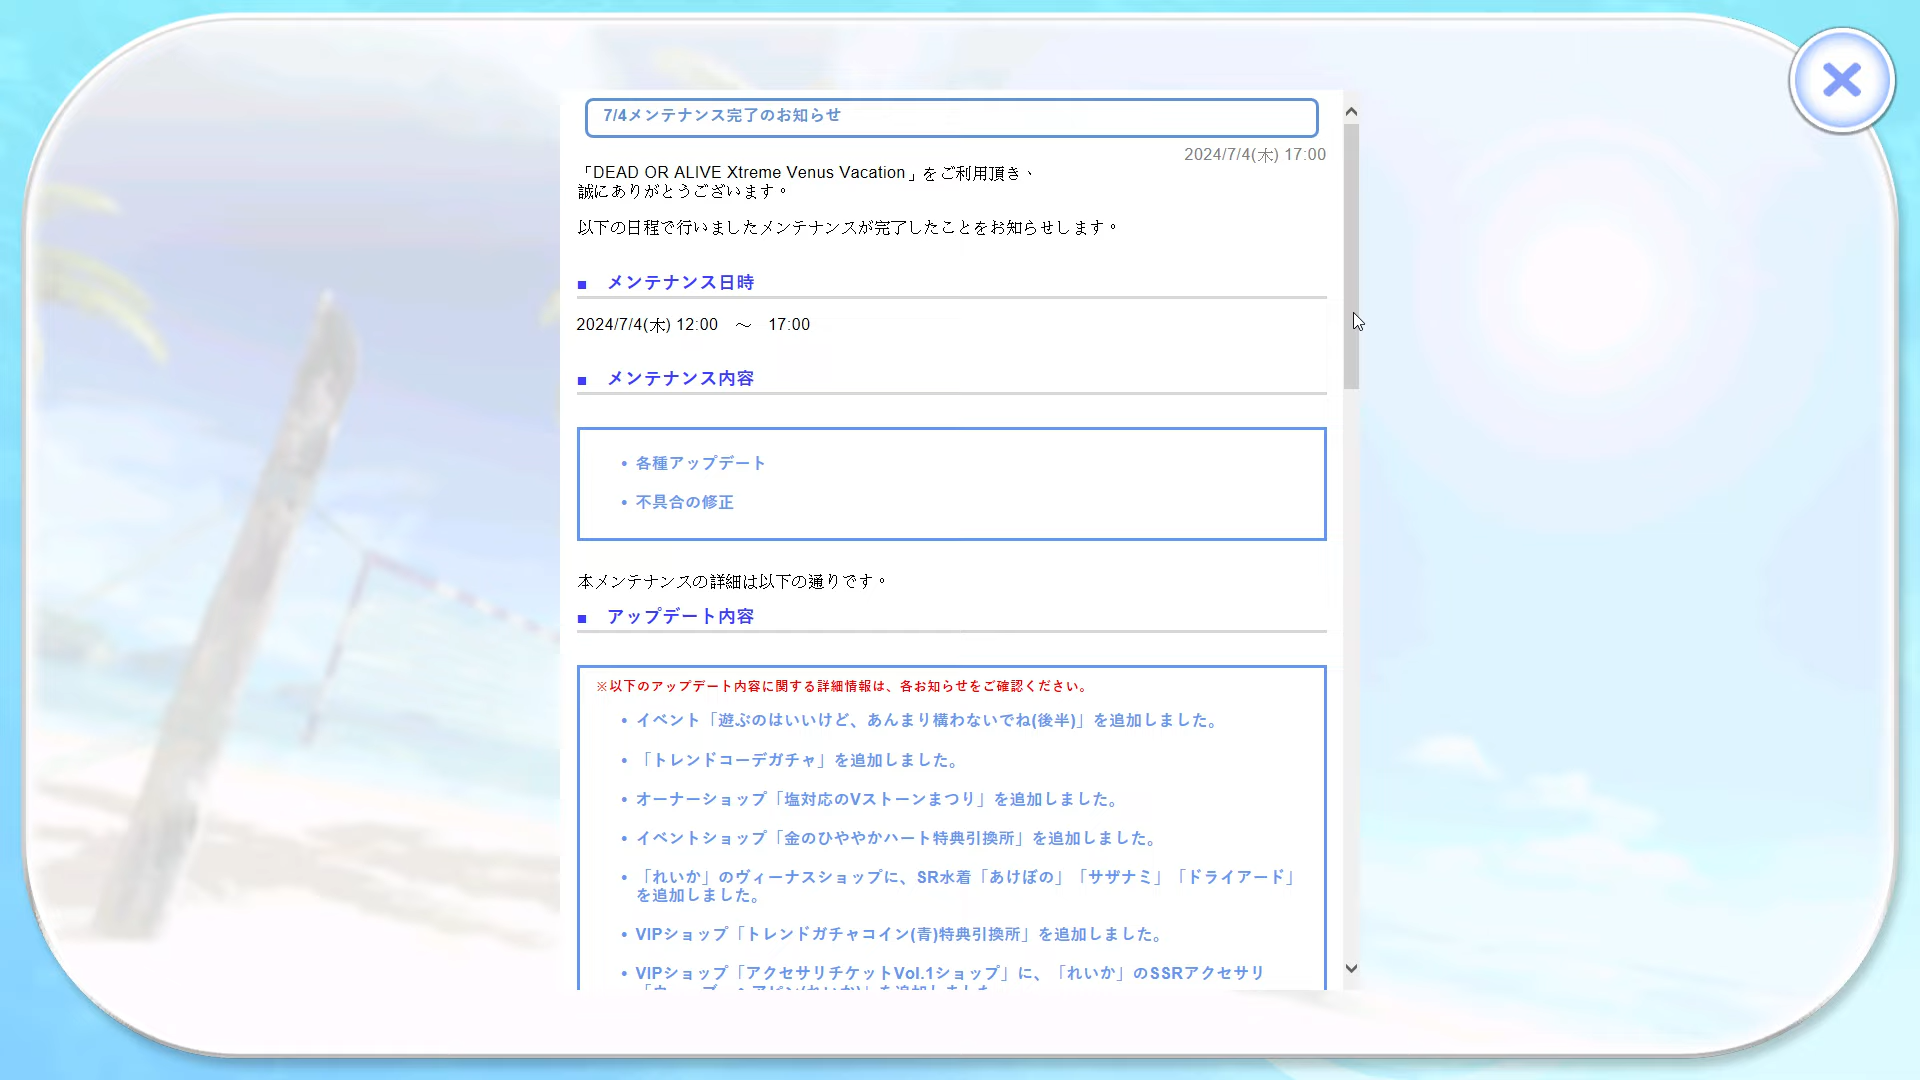 7/4メンテナンス完了のお知らせ
2024/7/4(木) 17:00
「DEAD OR ALIVE Xtreme Venus Vacation」をご利用頂き、
誠にありがとうございます。
以下の日程で行いましたメンテナンスが完了したことをお知らせします。
■ メンテナンス日時
2024/7/4(木) 12:00 ～ 17:00
■ メンテナンス内容
• 各種アップデート
• 不具合の修正
本メンテナンスの詳細は以下の通りです。
■ アップデート内容
※以下のアップデート内容に関する詳細情報は、各お知らせをご確認ください。
• イベント「遊ぶのはいいけど、あんまり構わないでね(後半)」を追加しました。
• 「トレンドコーデガチャ」を追加しました。
• オーナーショップ「塩対応のVストーンまつり」を追加しました。
• イベントショップ「金のひややかハート特典引換所」を追加しました。
• 「れいか」のヴィーナスショップに、SR水着「あけぼの」「サザナミ」「ドライアード」
を追加しました。
• VIPショップ「トレンドガチャコイン(青)特典引換所」を追加しました。
• VIPショップ「アクセサリチケットVol.1ショップ」に、「れいか」のSSRアクセサリ